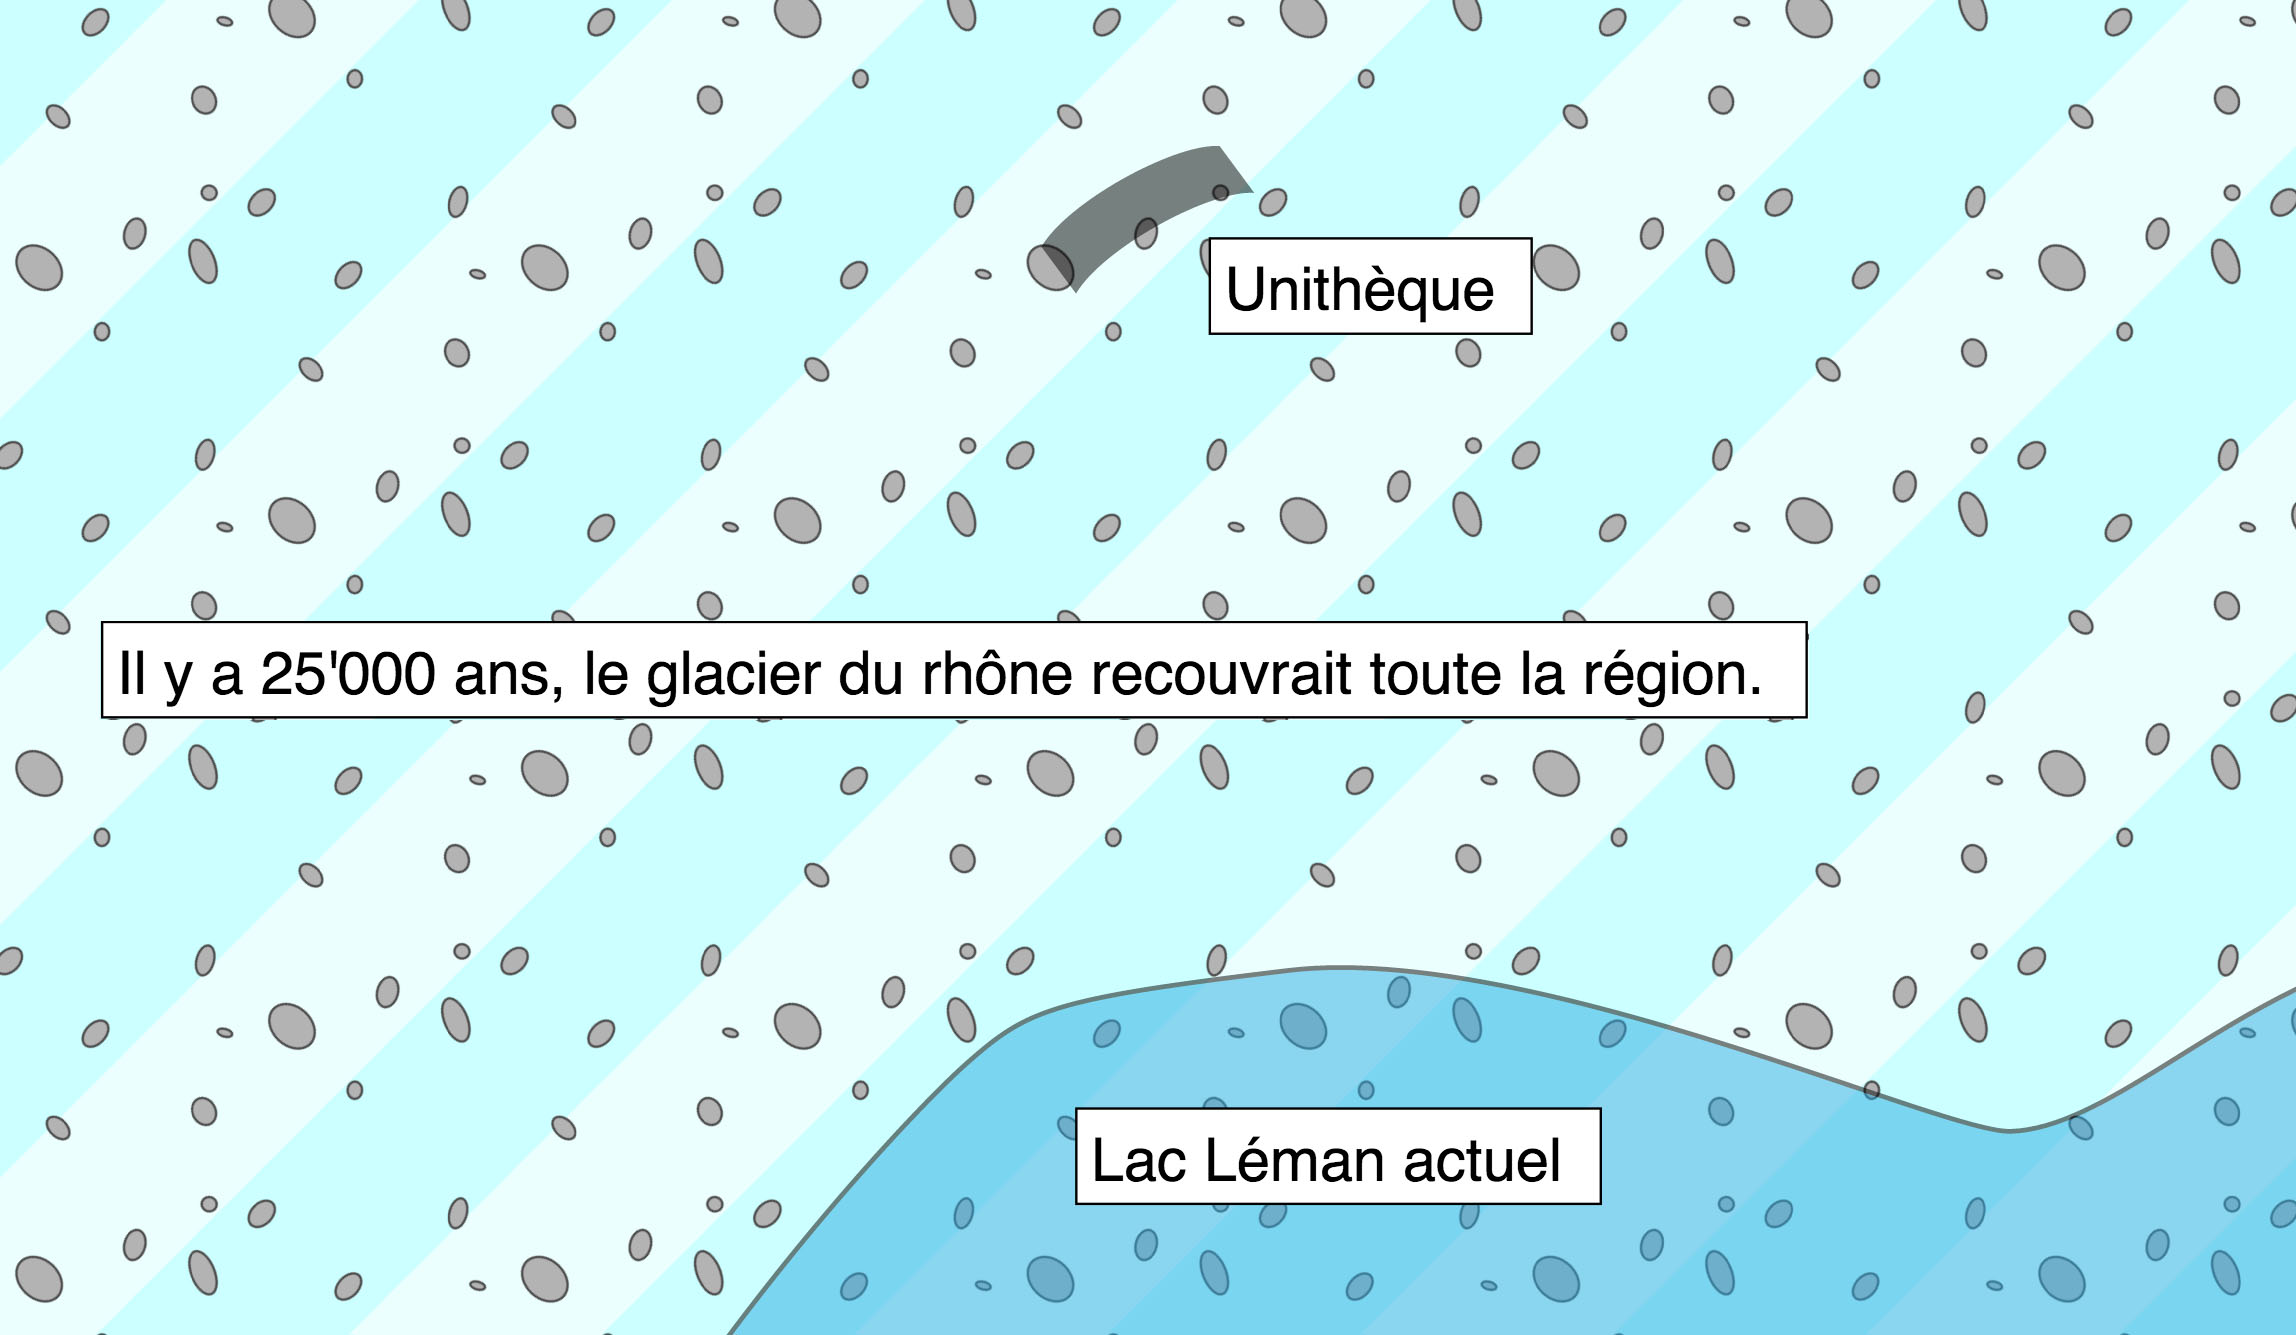 Unithèque
Il y a 25'000 ans, le glacier du rhône recouvrait toute la région.
Lac Léman actuel